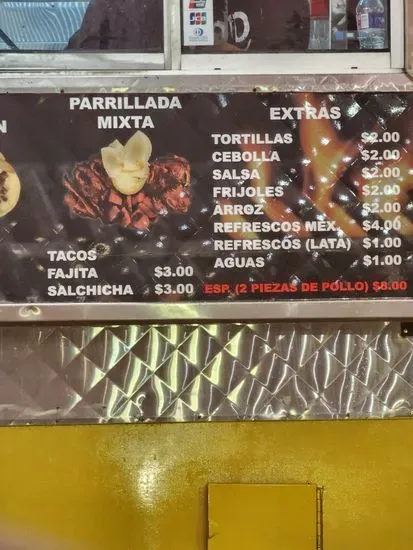 PARRILLADA
MIXTA
TACOS
FAJITA $3.00
SALCHICHA $3.00
EXTRAS
TORTILLAS $2.00
CEBOLLA $2.00
SALSA $2.00
FRIJOLES $2.00
ARROZ $2.00
REFRESCOS MEX. $4.00
REFRESCOS (LATA) $1.00
AGUAS $1.00
ESP. (2 PIEZAS DE POLLO) $8.00